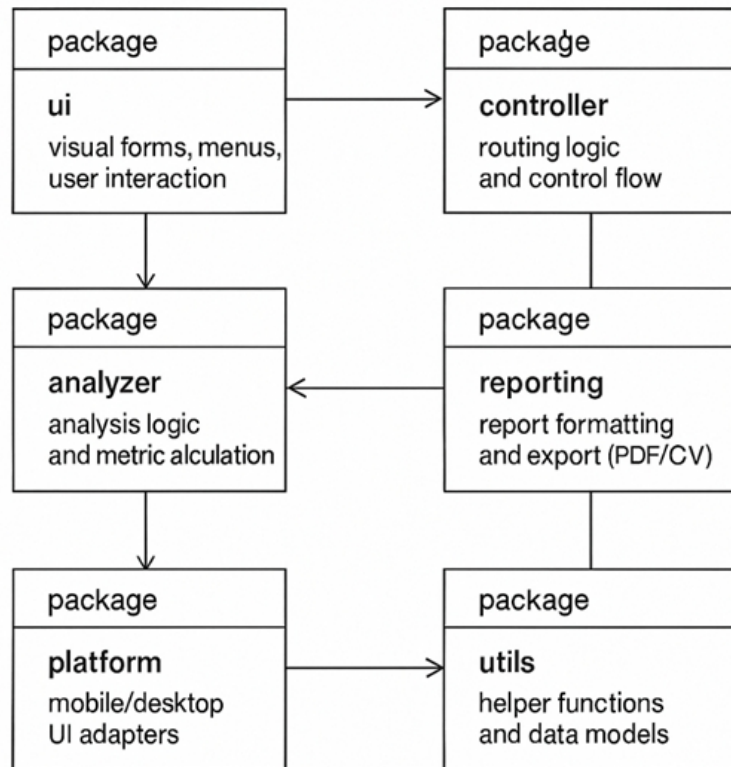 package
ui
visual forms, menus,
user interaction
package
controller
routing logic
and control flow
package
analyzer
analysis logic
and metric alculation
package
reporting
report formatting
and export (PDF/CV)
package
platform
mobile/desktop
UI adapters
package
utils
helper functions
and data models